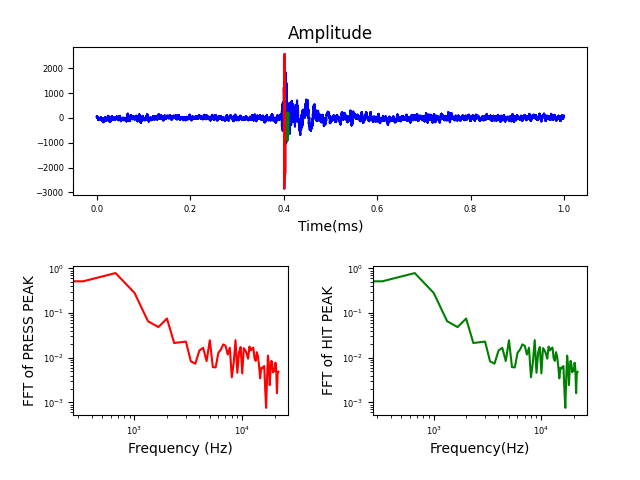 Amplitude
2000
1000
0
−1000
−2000
−3000
0.0 0.2 0.4 0.6 0.8 1.0
Time(ms)
FFT of PRESS PEAK
10⁰
10⁻¹
10⁻²
10⁻³
10³ 10⁴
Frequency (Hz)
FFT of HIT PEAK
10⁰
10⁻¹
10⁻²
10⁻³
10³ 10⁴
Frequency(Hz)